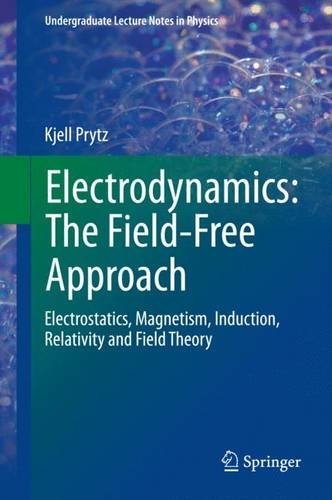 Undergraduate Lecture Notes in Physics
Kjell Prytz
Electrodynamics:
The Field-Free
Approach
Electrostatics, Magnetism, Induction,
Relativity and Field Theory
Springer